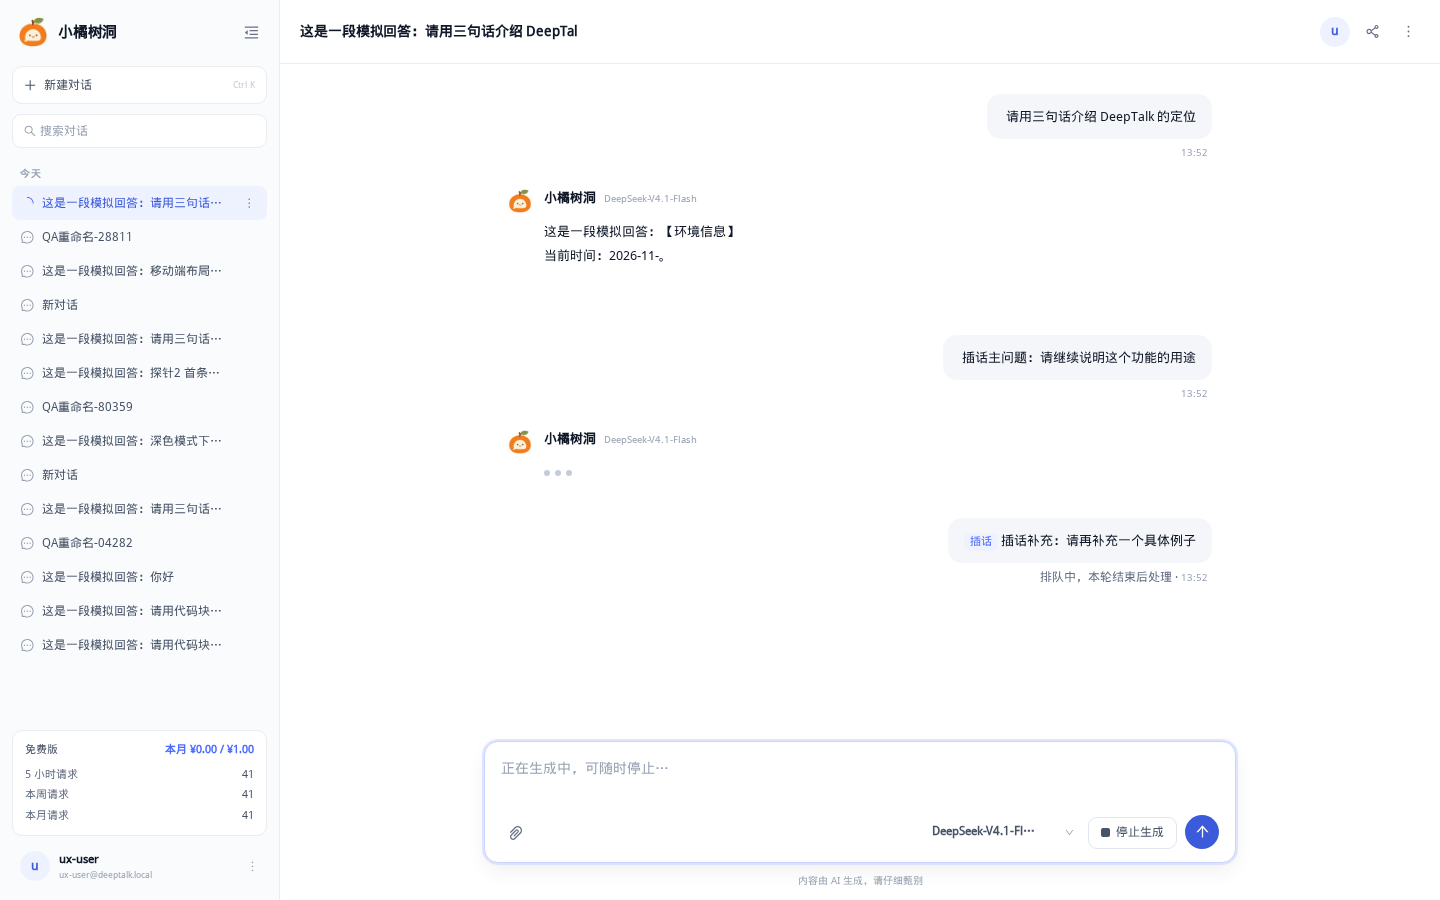 小橘树洞
新建对话
Ctrl K
搜索对话
今天
这是一段模拟回答：请用三句话…
QA重命名-28811
这是一段模拟回答：移动端布局…
新对话
这是一段模拟回答：请用三句话…
这是一段模拟回答：探针2 首条…
QA重命名-80359
这是一段模拟回答：深色模式下…
新对话
这是一段模拟回答：请用三句话…
QA重命名-04282
这是一段模拟回答：你好
这是一段模拟回答：请用代码块…
这是一段模拟回答：请用代码块…
免费版 本月 ¥0.00 / ¥1.00
5 小时请求 41
本周请求 41
本月请求 41
u
ux-user
ux-user@deeptalk.local
这是一段模拟回答：请用三句话介绍 DeepTal
u
请用三句话介绍 DeepTalk 的定位
13:52
小橘树洞 DeepSeek-V4.1-Flash
这是一段模拟回答：【环境信息】
当前时间：2026-11-。
插话主问题：请继续说明这个功能的用途
13:52
小橘树洞 DeepSeek-V4.1-Flash
插话 插话补充：请再补充一个具体例子
排队中，本轮结束后处理 · 13:52
正在生成中，可随时停止…
DeepSeek-V4.1-Fl…
停止生成
内容由 AI 生成，请仔细甄别